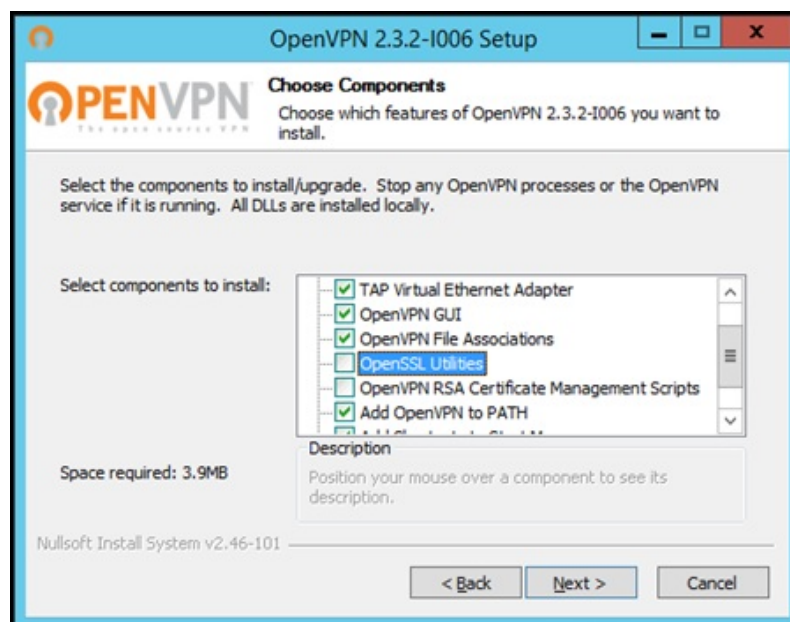 OpenVPN 2.3.2-I006 Setup
OPENVPN
The open source VPN
Choose Components
Choose which features of OpenVPN 2.3.2-I006 you want to
install.
Select the components to install/upgrade. Stop any OpenVPN processes or the OpenVPN
service if it is running. All DLLs are installed locally.
Select components to install:
TAP Virtual Ethernet Adapter
OpenVPN GUI
OpenVPN File Associations
OpenSSL Utilities
OpenVPN RSA Certificate Management Scripts
Add OpenVPN to PATH
Space required: 3.9MB
Description
Position your mouse over a component to see its
description.
Nullsoft Install System v2.46-101
< Back
Next >
Cancel